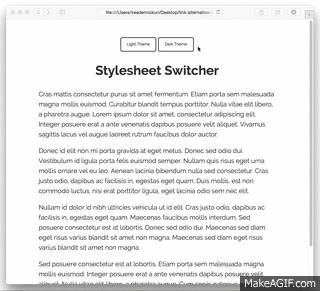 file:///Users/ireaderinokun/Desktop/link-alternative
Light Theme Dark Theme
Stylesheet Switcher
Cras mattis consectetur purus sit amet fermentum. Etiam porta sem malesuada
magna mollis euismod. Curabitur blandit tempus porttitor. Nulla vitae elit libero,
a pharetra augue. Lorem ipsum dolor sit amet, consectetur adipiscing elit.
Integer posuere erat a ante venenatis dapibus posuere velit aliquet. Vivamus
sagittis lacus vel augue laoreet rutrum faucibus dolor auctor.
Donec id elit non mi porta gravida at eget metus. Donec sed odio dui.
Vestibulum id ligula porta felis euismod semper. Nullam quis risus eget urna
mollis ornare vel eu leo. Aenean lacinia bibendum nulla sed consectetur. Cras
justo odio, dapibus ac facilisis in, egestas eget quam. Duis mollis, est non
commodo luctus, nisi erat porttitor ligula, eget lacinia odio sem nec elit.
Nullam id dolor id nibh ultricies vehicula ut id elit. Cras justo odio, dapibus ac
facilisis in, egestas eget quam. Maecenas faucibus mollis interdum. Sed
posuere consectetur est at lobortis. Donec sed odio dui. Maecenas sed diam
eget risus varius blandit sit amet non magna. Maecenas sed diam eget risus
varius blandit sit amet non magna.
Sed posuere consectetur est at lobortis. Etiam porta sem malesuada magna
mollis euismod. Integer posuere erat a ante venenatis dapibus posuere
MakeAGIF.com